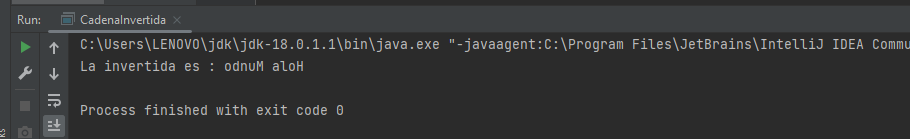 Run: CadenaInvertida
C:\Users\LENOVO\jdk\jdk-18.0.1.1\bin\java.exe "-javaagent:C:\Program Files\JetBrains\IntelliJ IDEA Commu
La invertida es : odnuM aloH
Process finished with exit code 0